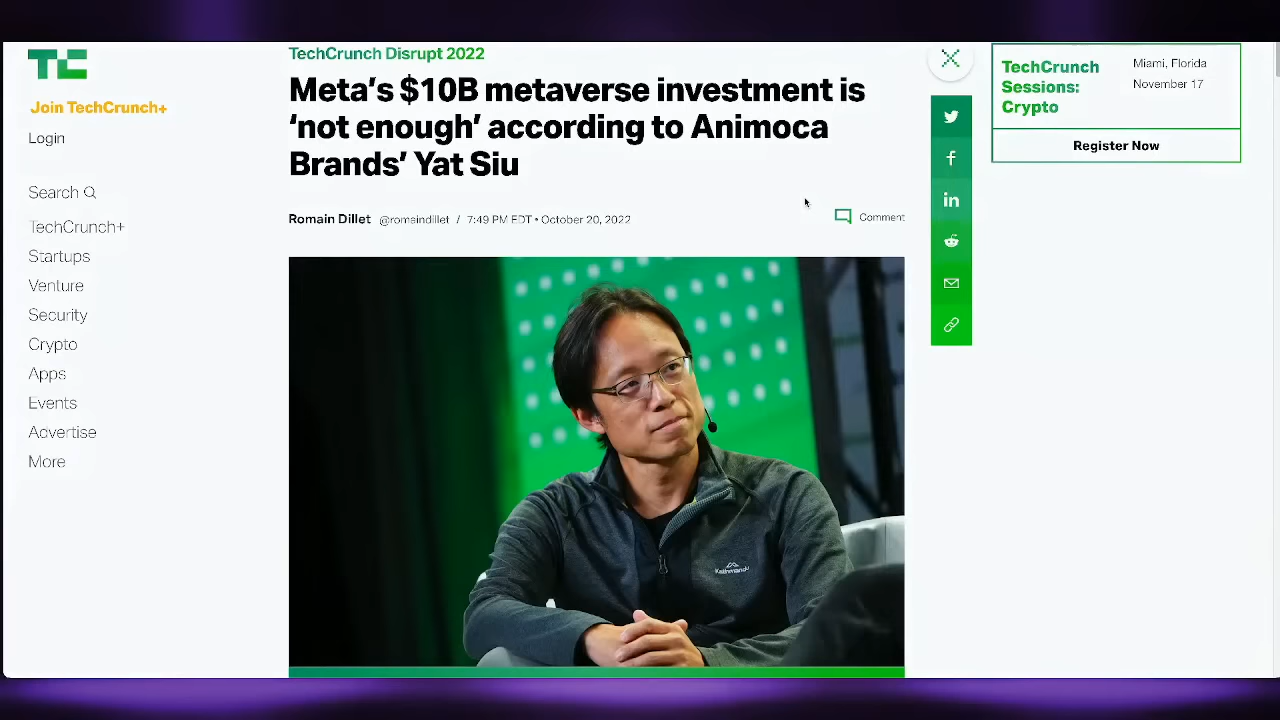 TC
Join TechCrunch+
Login
Search
TechCrunch+
Startups
Venture
Security
Crypto
Apps
Events
Advertise
More
TechCrunch Disrupt 2022
Meta’s $10B metaverse investment is
‘not enough’ according to Animoca
Brands’ Yat Siu
Romain Dillet @romaindillet / 7:49 PM EDT • October 20, 2022
Comment
Kathmandu
TechCrunch
Sessions:
Crypto
Miami, Florida
November 17
Register Now